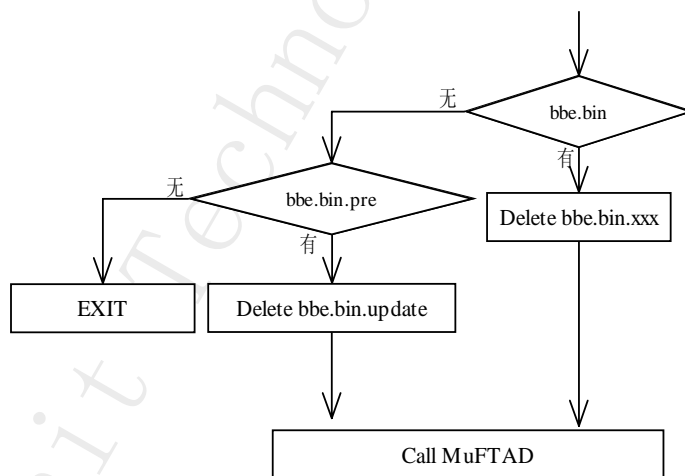 无
bbe.bin
有
无
bbe.bin.pre
有
Delete bbe.bin.xxx
EXIT
Delete bbe.bin.update
Call MuFTAD